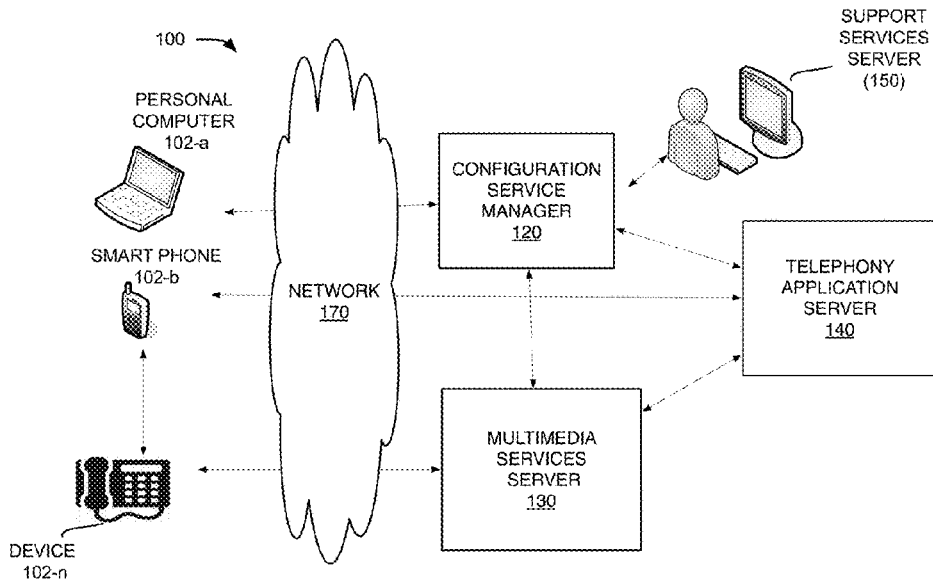 100
SUPPORT
SERVICES
SERVER
(150)
PERSONAL
COMPUTER
102-a
CONFIGURATION
SERVICE
MANAGER
120
SMART PHONE
102-b
NETWORK
170
TELEPHONY
APPLICATION
SERVER
140
MULTIMEDIA
SERVICES
SERVER
130
DEVICE
102-n